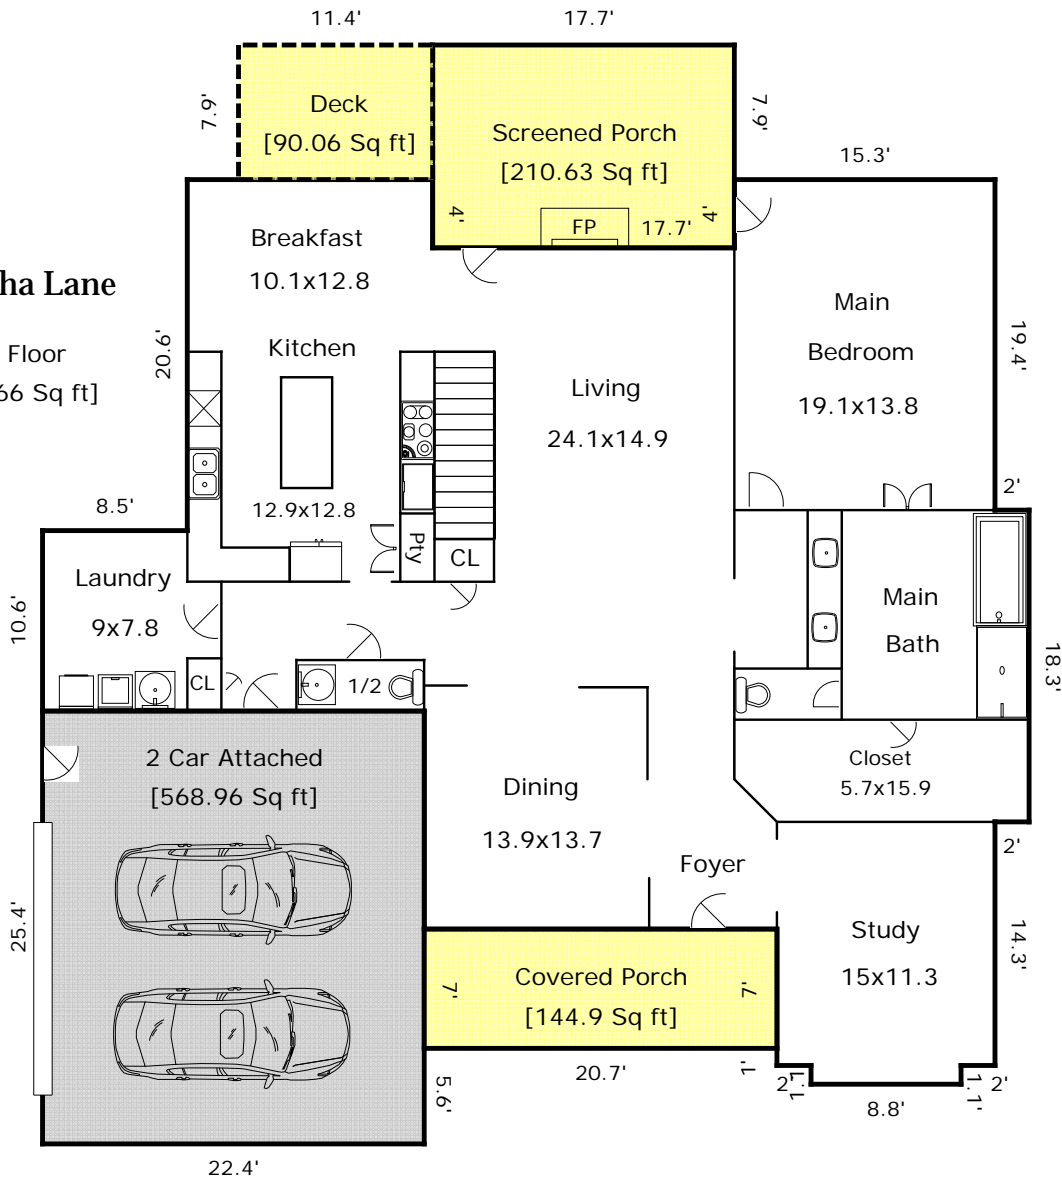 11.4'
17.7'
7.9'
Deck
[90.06 Sq ft]
Screened Porch
[210.63 Sq ft]
7.9'
15.3'
4'
FP
17.7'
4'
Breakfast
10.1x12.8
ha Lane
Floor
66 Sq ft]
20.6'
Kitchen
12.9x12.8
Living
24.1x14.9
Main
Bedroom
19.1x13.8
19.4'
2'
8.5'
Pty
CL
Laundry
9x7.8
10.6'
CL
1/2
Main
Bath
18.3'
2 Car Attached
[568.96 Sq ft]
Dining
13.9x13.7
Closet
5.7x15.9
2'
Foyer
25.4'
Study
15x11.3
14.3'
7'
Covered Porch
[144.9 Sq ft]
7'
5.6'
20.7'
1'
2'
1.1'
8.8'
1.1'
2'
22.4'